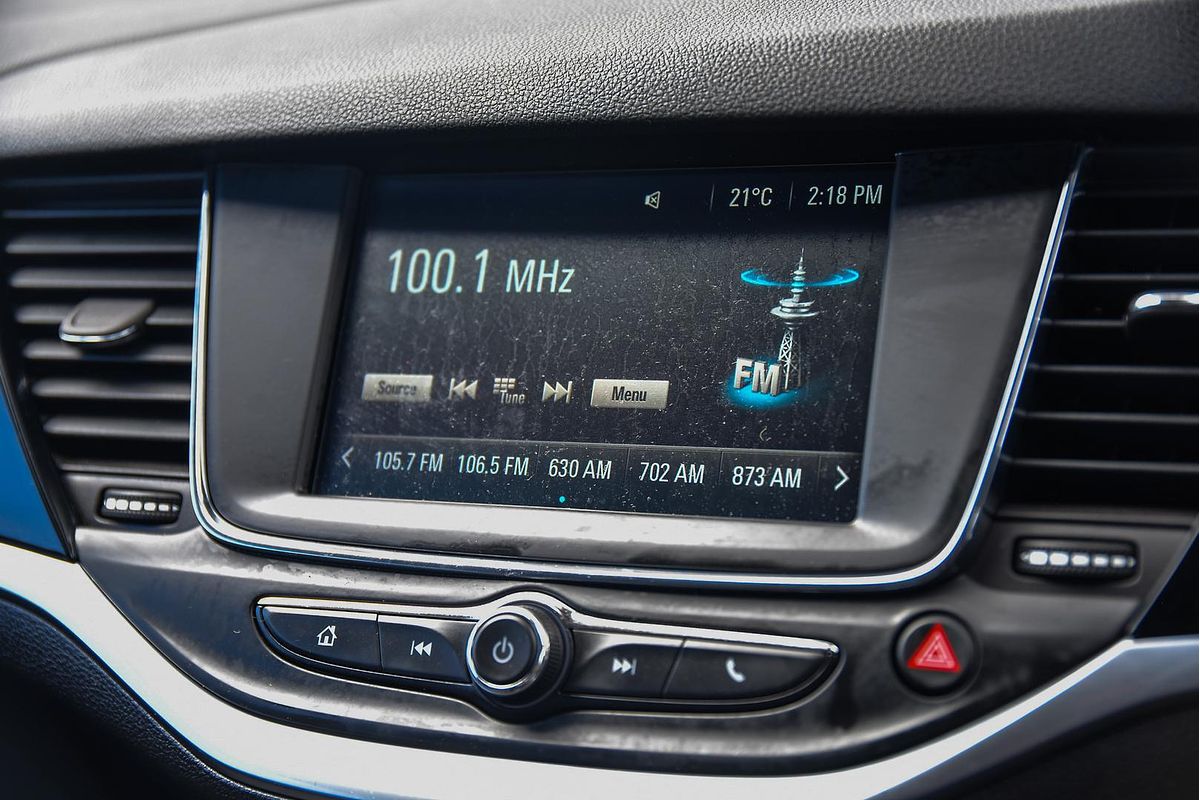 21°C 2:18 PM
100.1 MHz
FM
Source Tune Menu
105.7 FM 106.5 FM 630 AM 702 AM 873 AM